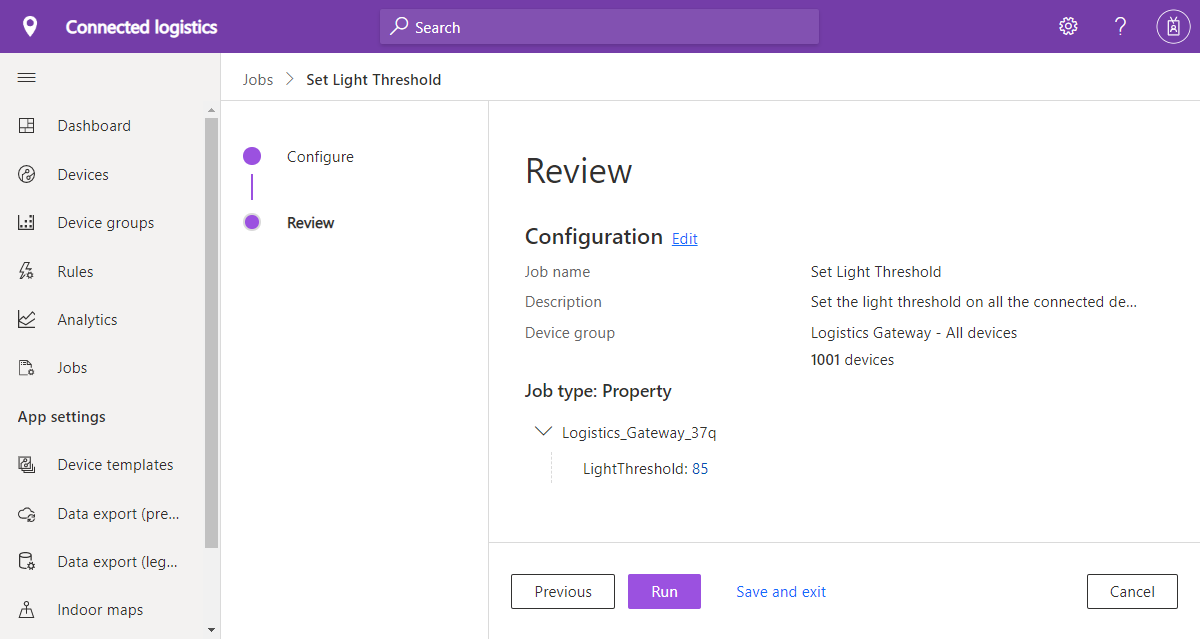 Connected logistics
Search
Jobs > Set Light Threshold
Dashboard
Devices
Device groups
Rules
Analytics
Jobs
App settings
Device templates
Data export (pre...
Data export (leg...
Indoor maps
Configure
Review
Review
Configuration Edit
Job name Set Light Threshold
Description Set the light threshold on all the connected de...
Device group Logistics Gateway - All devices
1001 devices
Job type: Property
Logistics_Gateway_37q
LightThreshold: 85
Previous Run Save and exit Cancel